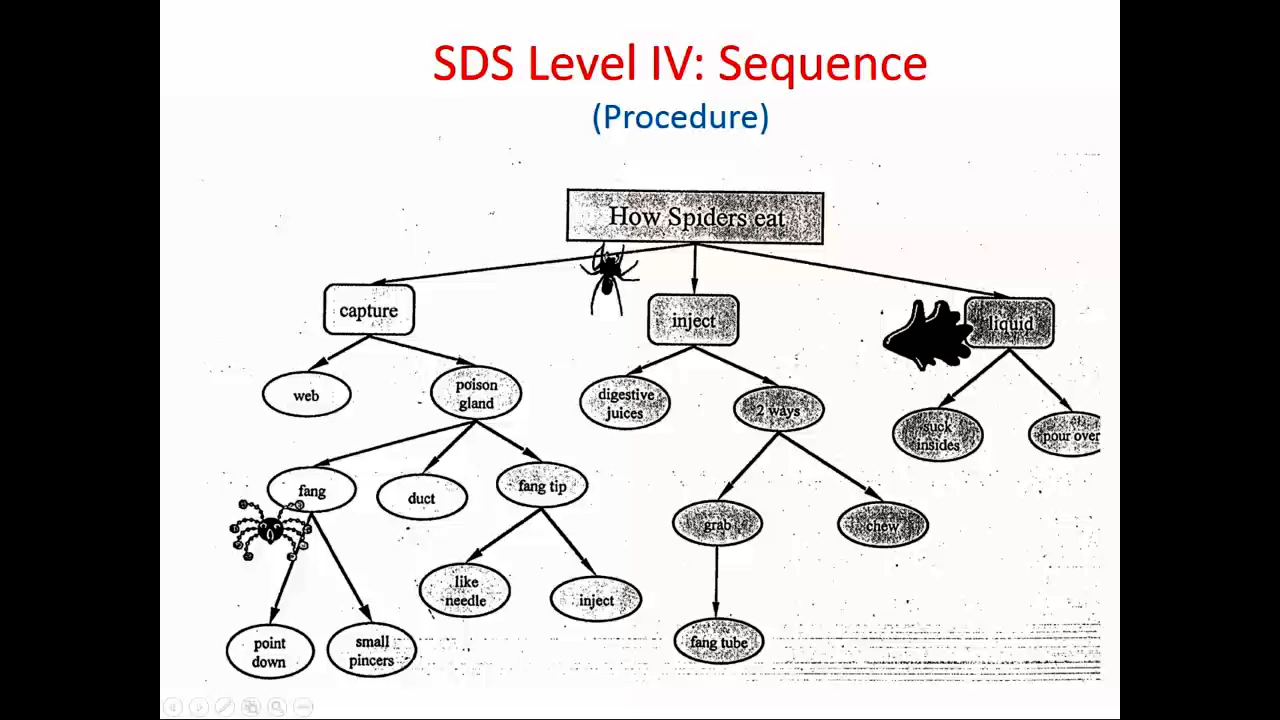 SDS Level IV: Sequence
(Procedure)
How Spiders eat
capture
inject
liquid
web
poison
gland
digestive
juices
2 ways
suck
insides
pour over
fang
duct
fang tip
grab
chew
like
needle
inject
point
down
small
pincers
fang tube